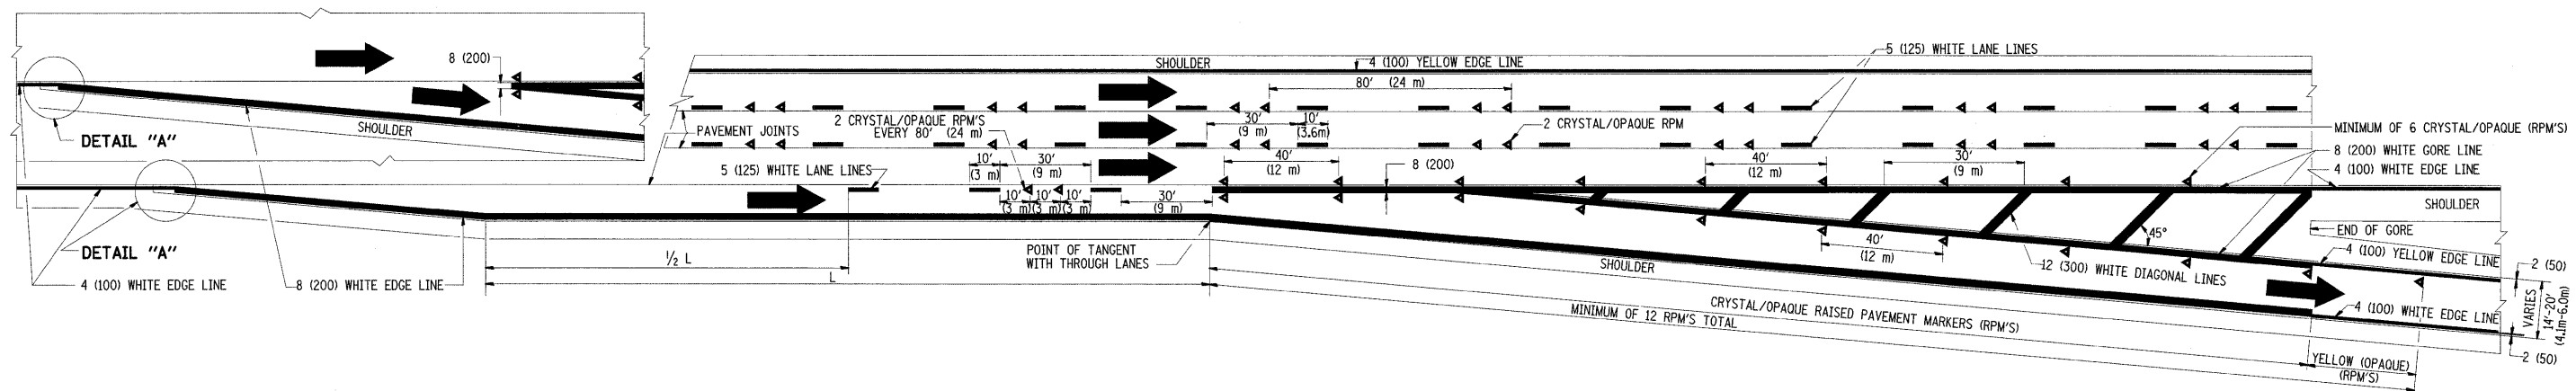 8 (200)
DETAIL "A"
SHOULDER
SHOULDER
4 (100) YELLOW EDGE LINE
5 (125) WHITE LANE LINES
80' (24 m)
PAVEMENT JOINTS
2 CRYSTAL/OPAQUE RPM'S
EVERY 80' (24 m)
30'
(9 m)
10'
(3.6m)
2 CRYSTAL/OPAQUE RPM
MINIMUM OF 6 CRYSTAL/OPAQUE (RPM'S)
8 (200) WHITE GORE LINE
4 (100) WHITE EDGE LINE
5 (125) WHITE LANE LINES
10'
(3 m)
30'
(9 m)
40'
(12 m)
8 (200)
40'
(12 m)
30'
(9 m)
10'
(3 m)
10'
(3 m)
10'
(3 m)
30'
(9 m)
SHOULDER
DETAIL "A"
4 (100) WHITE EDGE LINE
8 (200) WHITE EDGE LINE
1/2 L
L
POINT OF TANGENT
WITH THROUGH LANES
SHOULDER
40'
(12 m)
45°
END OF GORE
12 (300) WHITE DIAGONAL LINES
4 (100) YELLOW EDGE LINE
2 (50)
VARIES
14'-20'
(4.1m-6.0m)
4 (100) WHITE EDGE LINE
2 (50)
CRYSTAL/OPAQUE RAISED PAVEMENT MARKERS (RPM'S)
MINIMUM OF 12 RPM'S TOTAL
YELLOW (OPAQUE)
(RPM'S)